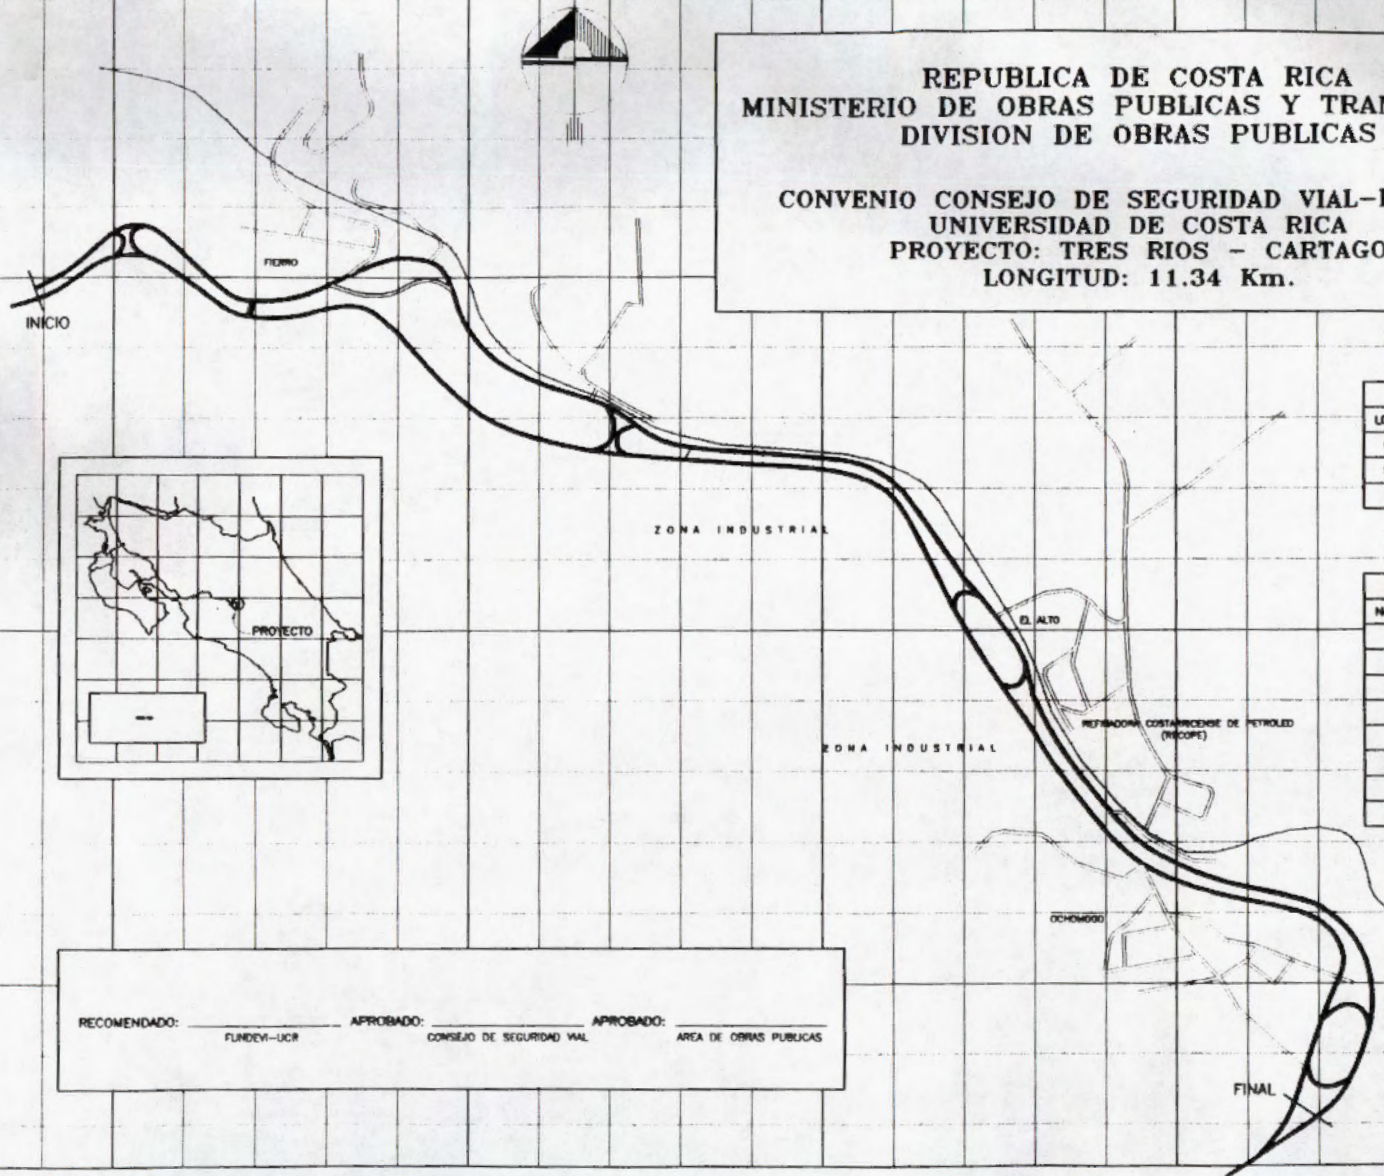 REPUBLICA DE COSTA RICA
MINISTERIO DE OBRAS PUBLICAS Y TRA
DIVISION DE OBRAS PUBLICAS
CONVENIO CONSEJO DE SEGURIDAD VIAL-
UNIVERSIDAD DE COSTA RICA
PROYECTO: TRES RIOS - CARTAGO
LONGITUD: 11.34 Km.
FIERRO
INICIO
ZONA INDUSTRIAL
PROYECTO
EL ALTO
REFINADORA COSTARRICENSE DE PETROLEO
(RECOPE)
ZONA INDUSTRIAL
OCHOMOGO
RECOMENDADO:
FUNDEVI-UCR
APROBADO:
CONSEJO DE SEGURIDAD VIAL
APROBADO:
AREA DE OBRAS PUBLICAS
FINAL